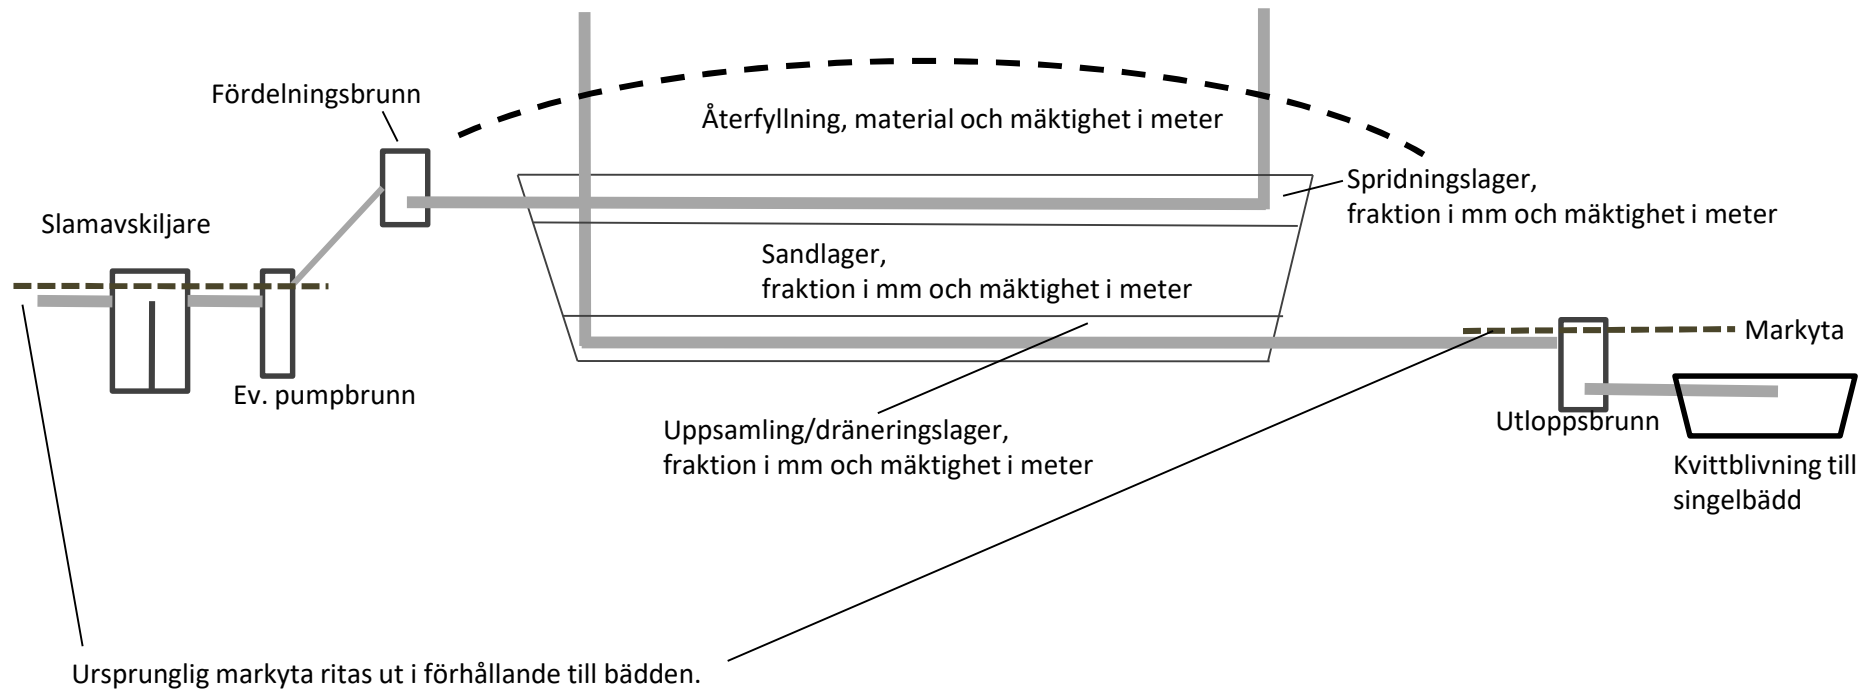 Fördelningsbrunn
Återfyllning, material och mäktighet i meter
Spridningslager,
fraktion i mm och mäktighet i meter
Slamavskiljare
Sandlager,
fraktion i mm och mäktighet i meter
Markyta
Ev. pumpbrunn
Uppsamling/dräneringslager,
fraktion i mm och mäktighet i meter
Utloppsbrunn
Kvittblivning till
singelbädd
Ursprunglig markyta ritas ut i förhållande till bädden.